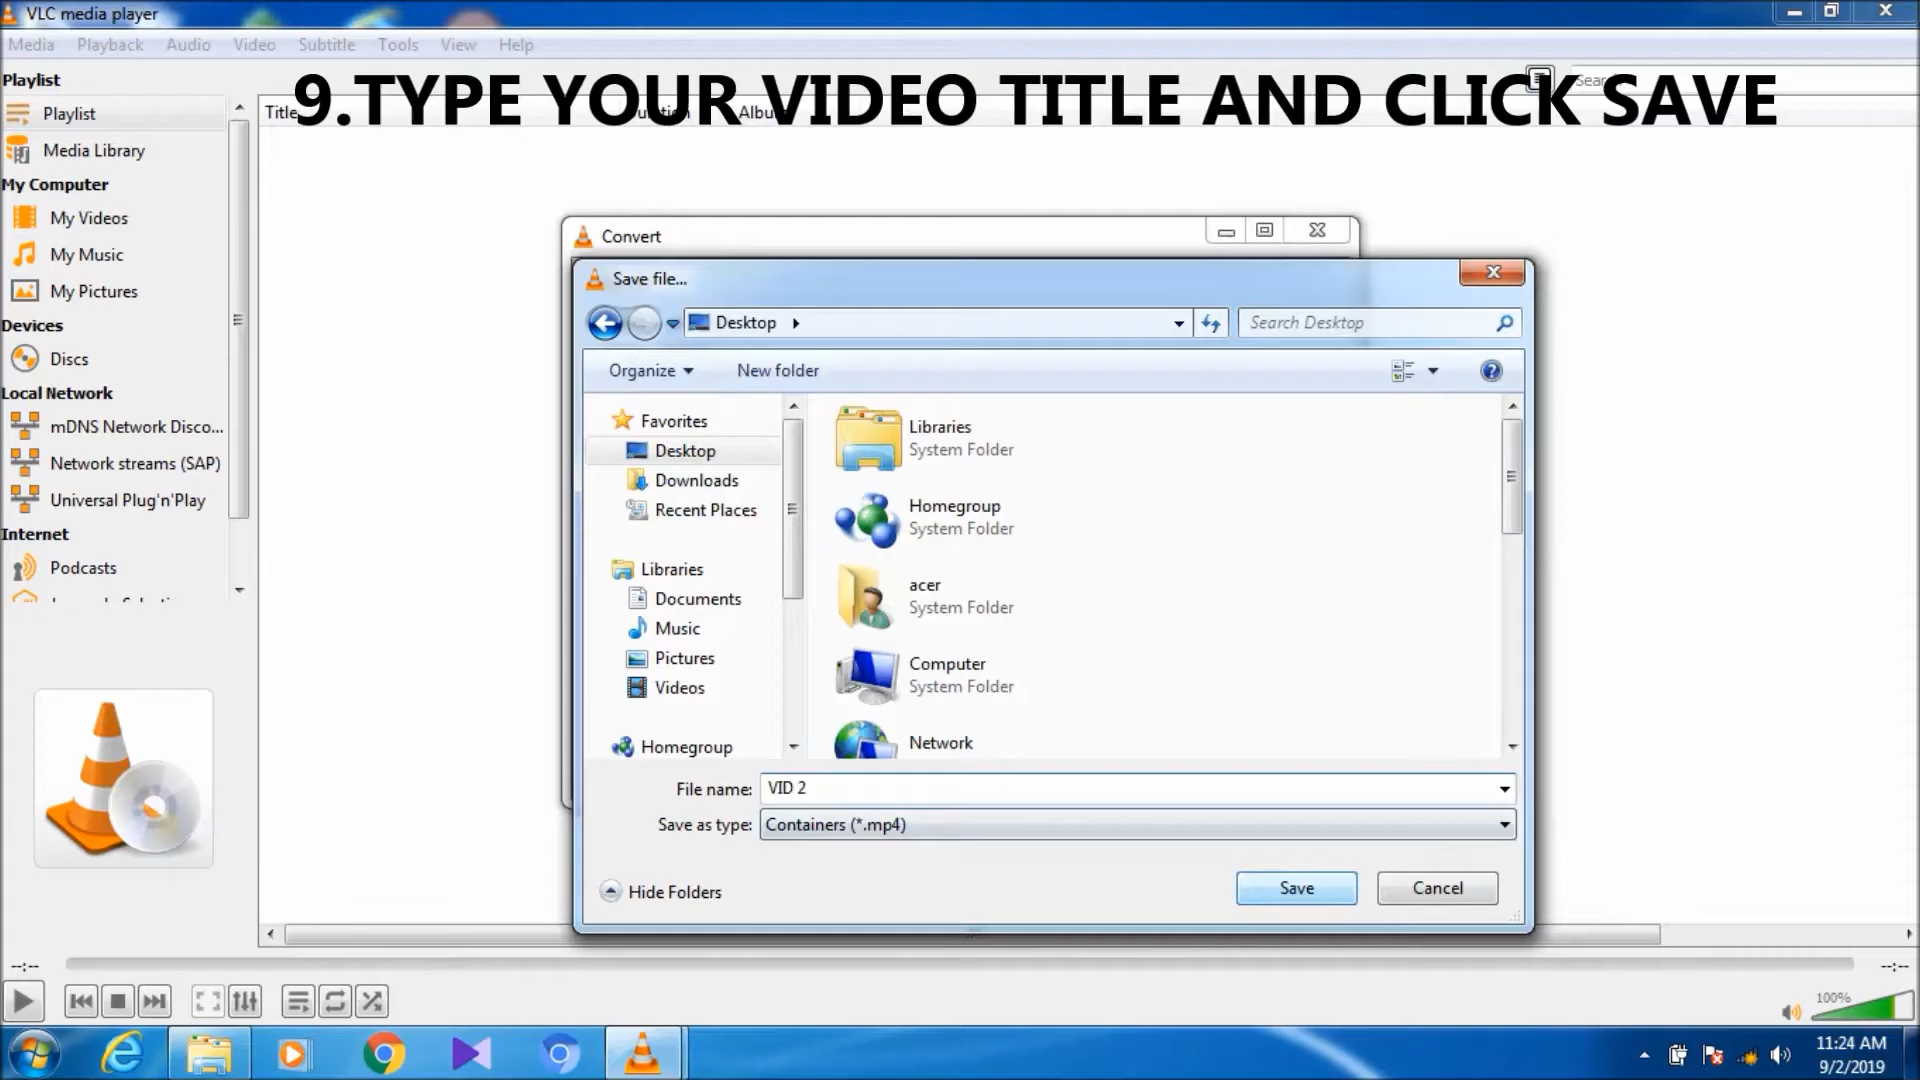 VLC media player
Media Playback Audio Video Subtitle Tools View Help
9.TYPE YOUR VIDEO TITLE AND CLICK SAVE
Playlist
Playlist
Media Library
My Computer
My Videos
My Music
My Pictures
Devices
Discs
Local Network
mDNS Network Disco...
Network streams (SAP)
Universal Plug'n'Play
Internet
Podcasts
Title
Convert
Save file...
Desktop
Search Desktop
Organize
New folder
Favorites
Desktop
Downloads
Recent Places
Libraries
Documents
Music
Pictures
Videos
Homegroup
Libraries
System Folder
Homegroup
System Folder
acer
System Folder
Computer
System Folder
Network
File name: VID 2
Save as type: Containers (*.mp4)
Hide Folders
Save
Cancel
--:--
--:--
100%
11:24 AM
9/2/2019